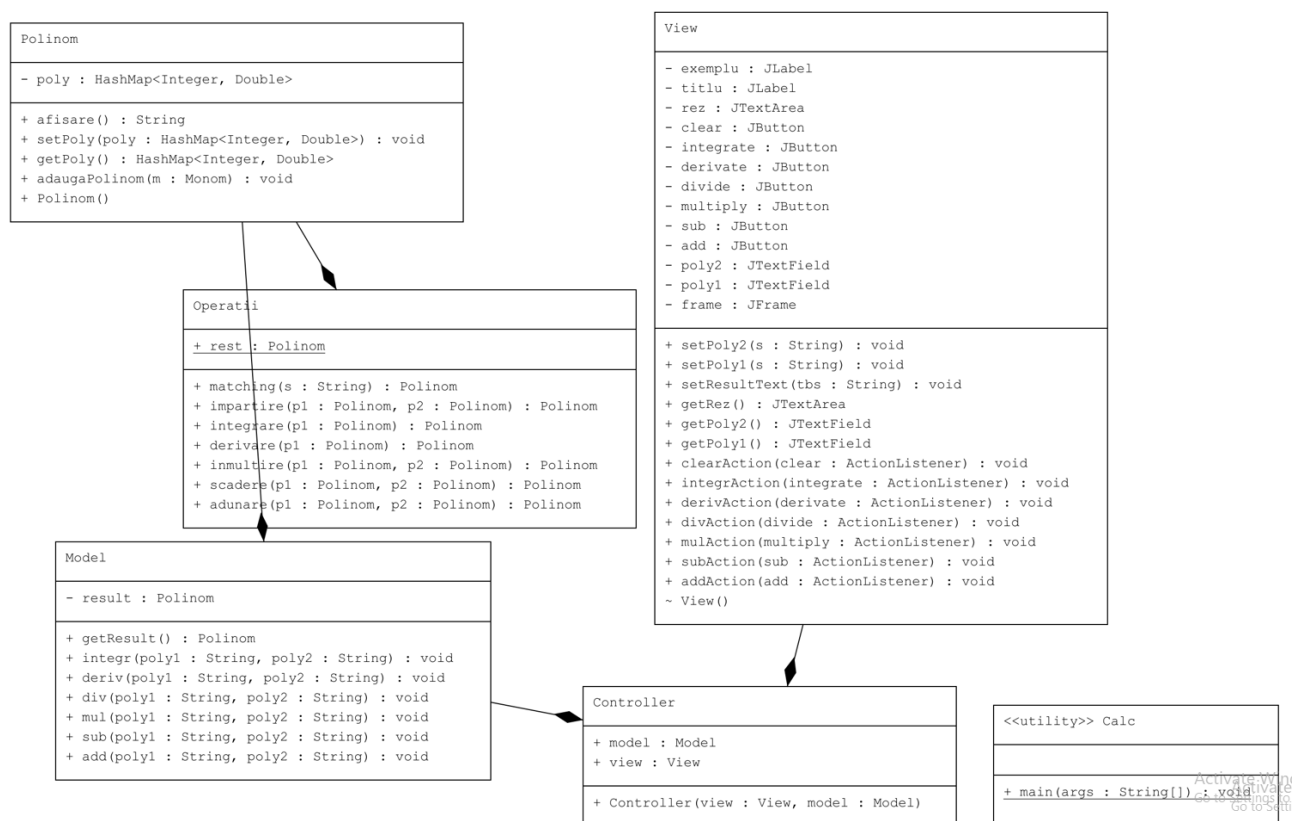 Polinom
- poly : HashMap<Integer, Double>
+ afisare() : String
+ setPoly(poly : HashMap<Integer, Double>) : void
+ getPoly() : HashMap<Integer, Double>
+ adaugaPolinom(m : Monom) : void
+ Polinom()
Operatii
+ rest : Polinom
+ matching(s : String) : Polinom
+ impartire(p1 : Polinom, p2 : Polinom) : Polinom
+ integrare(p1 : Polinom) : Polinom
+ derivare(p1 : Polinom) : Polinom
+ inmultire(p1 : Polinom, p2 : Polinom) : Polinom
+ scadere(p1 : Polinom, p2 : Polinom) : Polinom
+ adunare(p1 : Polinom, p2 : Polinom) : Polinom
Model
- result : Polinom
+ getResult() : Polinom
+ integr(poly1 : String, poly2 : String) : void
+ deriv(poly1 : String, poly2 : String) : void
+ div(poly1 : String, poly2 : String) : void
+ mul(poly1 : String, poly2 : String) : void
+ sub(poly1 : String, poly2 : String) : void
+ add(poly1 : String, poly2 : String) : void
View
- exemplu : JLabel
- titlu : JLabel
- rez : JTextArea
- clear : JButton
- integrate : JButton
- derivate : JButton
- divide : JButton
- multiply : JButton
- sub : JButton
- add : JButton
- poly2 : JTextField
- poly1 : JTextField
- frame : JFrame
+ setPoly2(s : String) : void
+ setPoly1(s : String) : void
+ setResultText(tbs : String) : void
+ getRez() : JTextArea
+ getPoly2() : JTextField
+ getPoly1() : JTextField
+ clearAction(clear : ActionListener) : void
+ integrAction(integrate : ActionListener) : void
+ derivAction(derivate : ActionListener) : void
+ divAction(divide : ActionListener) : void
+ mulAction(multiply : ActionListener) : void
+ subAction(sub : ActionListener) : void
+ addAction(add : ActionListener) : void
~ View()
Controller
+ model : Model
+ view : View
+ Controller(view : View, model : Model)
<<utility>> Calc
+ main(args : String[]) : void
Activate
Go to Settings to
Activate
Go to